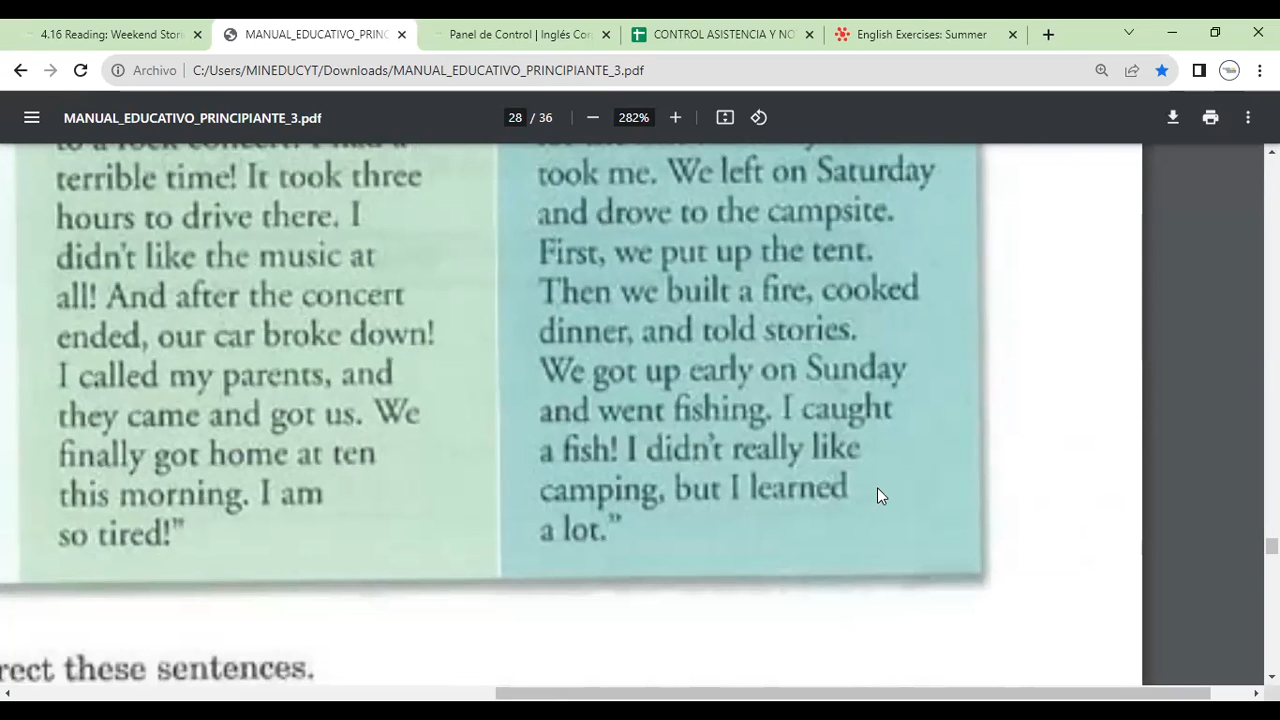 4.16 Reading: Weekend Stori
MANUAL_EDUCATIVO_PRINC
Panel de Control | Inglés Cor
CONTROL ASISTENCIA Y NO
English Exercises: Summer
Archivo
C:/Users/MINEDUCYT/Downloads/MANUAL_EDUCATIVO_PRINCIPIANTE_3.pdf
MANUAL_EDUCATIVO_PRINCIPIANTE_3.pdf
28 / 36
282%
to a rock concert. I had a
terrible time! It took three
hours to drive there. I
didn't like the music at
all! And after the concert
ended, our car broke down!
I called my parents, and
they came and got us. We
finally got home at ten
this morning. I am
so tired!"
took me. We left on Saturday
and drove to the campsite.
First, we put up the tent.
Then we built a fire, cooked
dinner, and told stories.
We got up early on Sunday
and went fishing. I caught
a fish! I didn't really like
camping, but I learned
a lot."
rect these sentences.